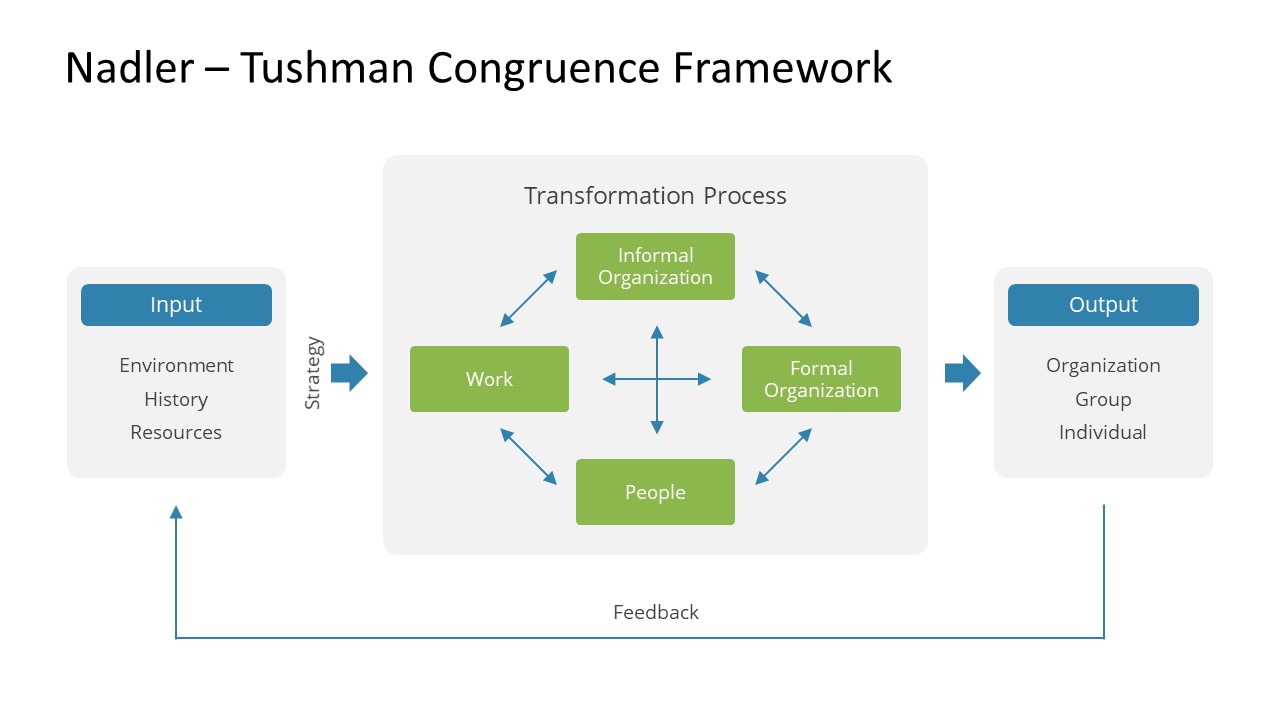 Nadler – Tushman Congruence Framework
Input
Environment
History
Resources
Strategy
Transformation Process
Informal
Organization
Work
Formal
Organization
People
Output
Organization
Group
Individual
Feedback